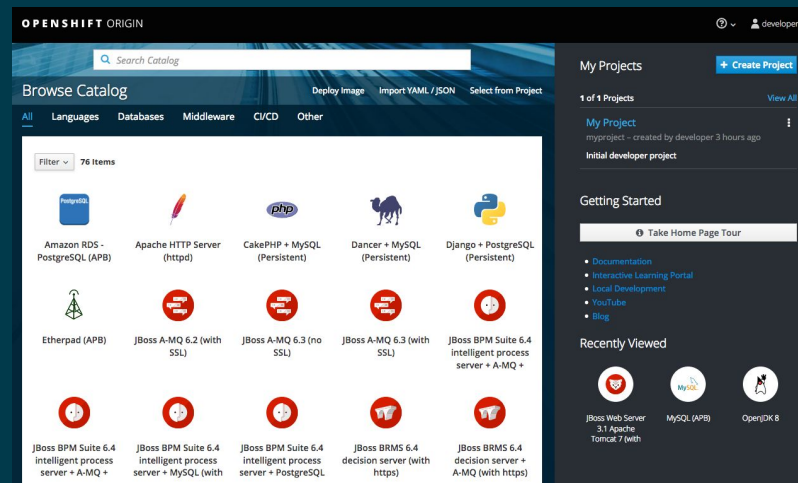 OPENSHIFT ORIGIN
developer
Search Catalog
Browse Catalog
Deploy Image Import YAML / JSON Select from Project
All Languages Databases Middleware CI/CD Other
Filter 76 Items
PostgreSQL
php
Amazon RDS -
PostgreSQL (APB)
Apache HTTP Server
(httpd)
CakePHP + MySQL
(Persistent)
Dancer + MySQL
(Persistent)
Django + PostgreSQL
(Persistent)
Etherpad (APB)
JBoss A-MQ 6.2 (with
SSL)
JBoss A-MQ 6.3 (no
SSL)
JBoss A-MQ 6.3 (with
SSL)
JBoss BPM Suite 6.4
intelligent process
server + A-MQ +
JBoss BPM Suite 6.4
intelligent process
server + A-MQ +
JBoss BPM Suite 6.4
intelligent process
server + MySQL (with
JBoss BPM Suite 6.4
intelligent process
server + PostgreSQL
JBoss BRMS 6.4
decision server (with
https)
JBoss BRMS 6.4
decision server +
A-MQ (with https)
My Projects
+ Create Project
1 of 1 Projects View All
My Project
myproject – created by developer 3 hours ago
Initial developer project
Getting Started
Take Home Page Tour
Documentation
Interactive Learning Portal
Local Development
YouTube
Blog
Recently Viewed
MySQL
JBoss Web Server
3.1 Apache
Tomcat 7 (with
MySQL (APB)
OpenJDK 8